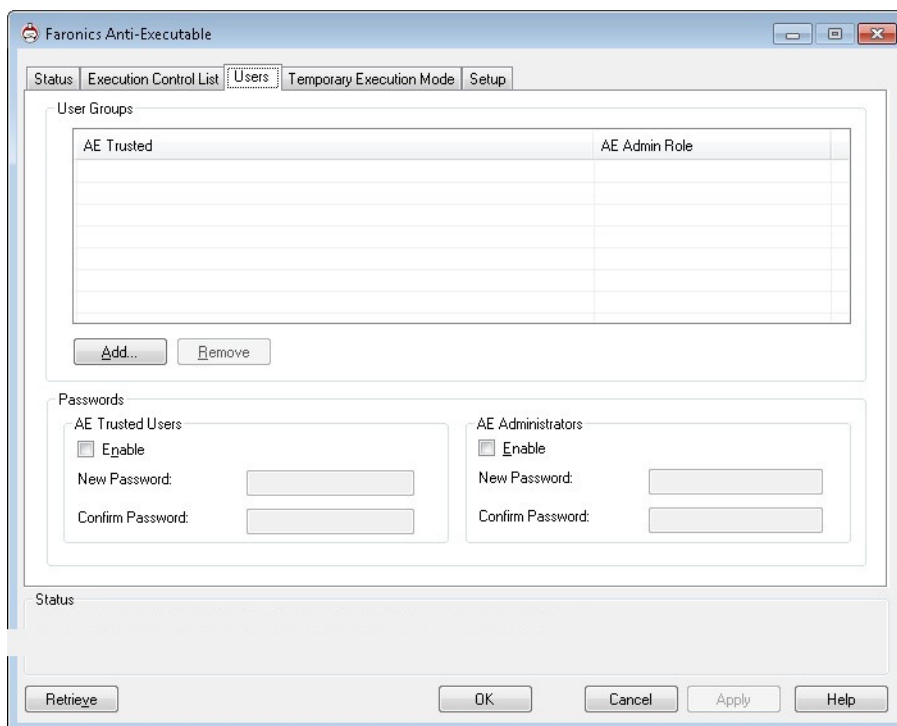 Faronics Anti-Executable
Status Execution Control List Users Temporary Execution Mode Setup
User Groups
AE Trusted AE Admin Role
Add... Remove
Passwords
AE Trusted Users
Enable
New Password:
Confirm Password:
AE Administrators
Enable
New Password:
Confirm Password:
Status
Retrieve OK Cancel Apply Help